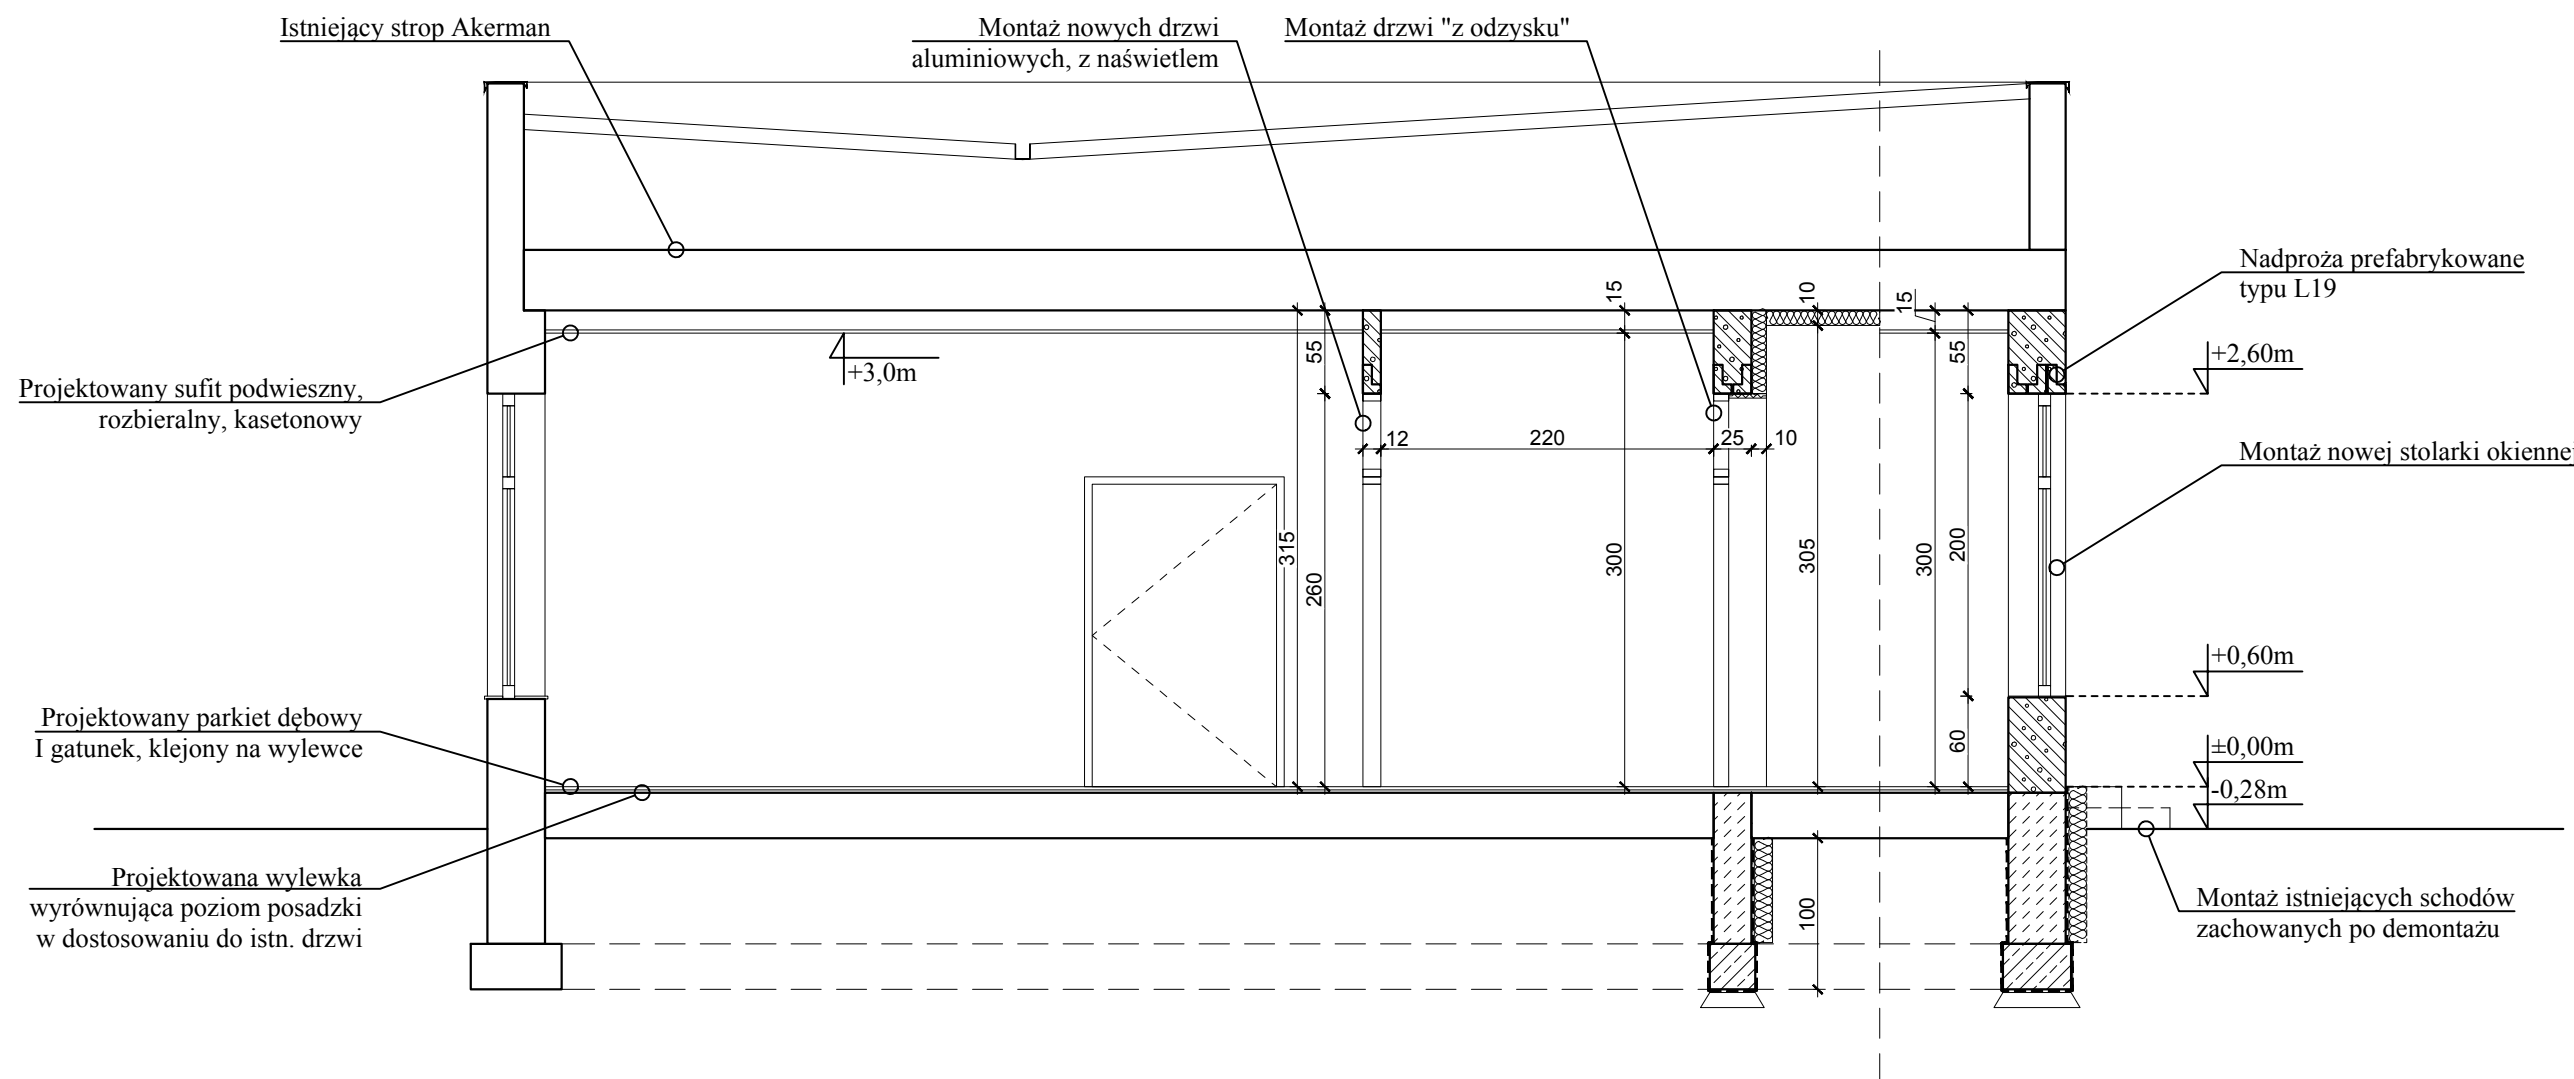 Istniejący strop Akerman
Montaż nowych drzwi
aluminiowych, z naświetlem
Montaż drzwi "z odzysku"
Nadproża prefabrykowane
typu L19
15
10
15
55
55
+2,60m
+3,0m
Projektowany sufit podwieszny,
rozbieralny, kasetonowy
12
220
25
10
Montaż nowej stolarki okiennej
315
260
300
305
300
200
+0,60m
Projektowany parkiet dębowy
I gatunek, klejony na wylewce
60
±0,00m
-0,28m
Projektowana wylewka
wyrównująca poziom posadzki
w dostosowaniu do istn. drzwi
100
Montaż istniejących schodów
zachowanych po demontażu